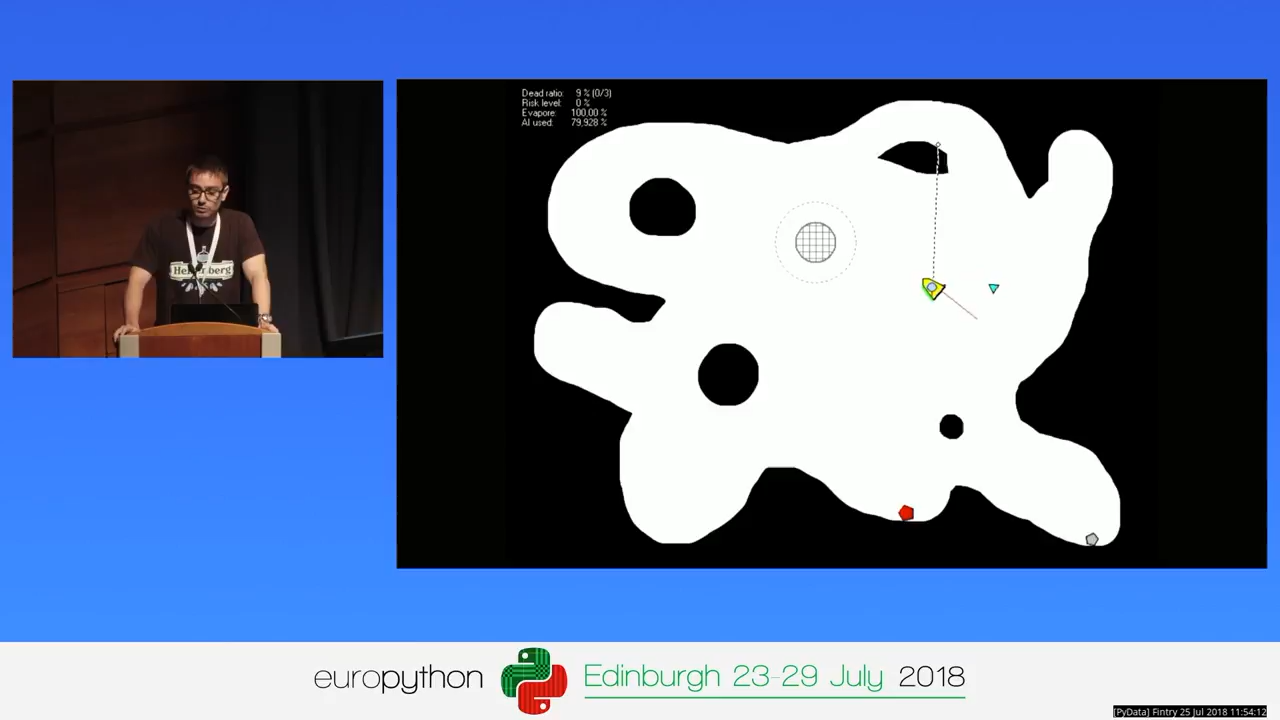 Dead ratio: 9 % (0/3)
Risk level: 0 %
Evapore: 100.00 %
AI used: 79,928 %
europython
Edinburgh 23-29 July 2018
[PyData] Fintry 25 Jul 2018 11:54:12